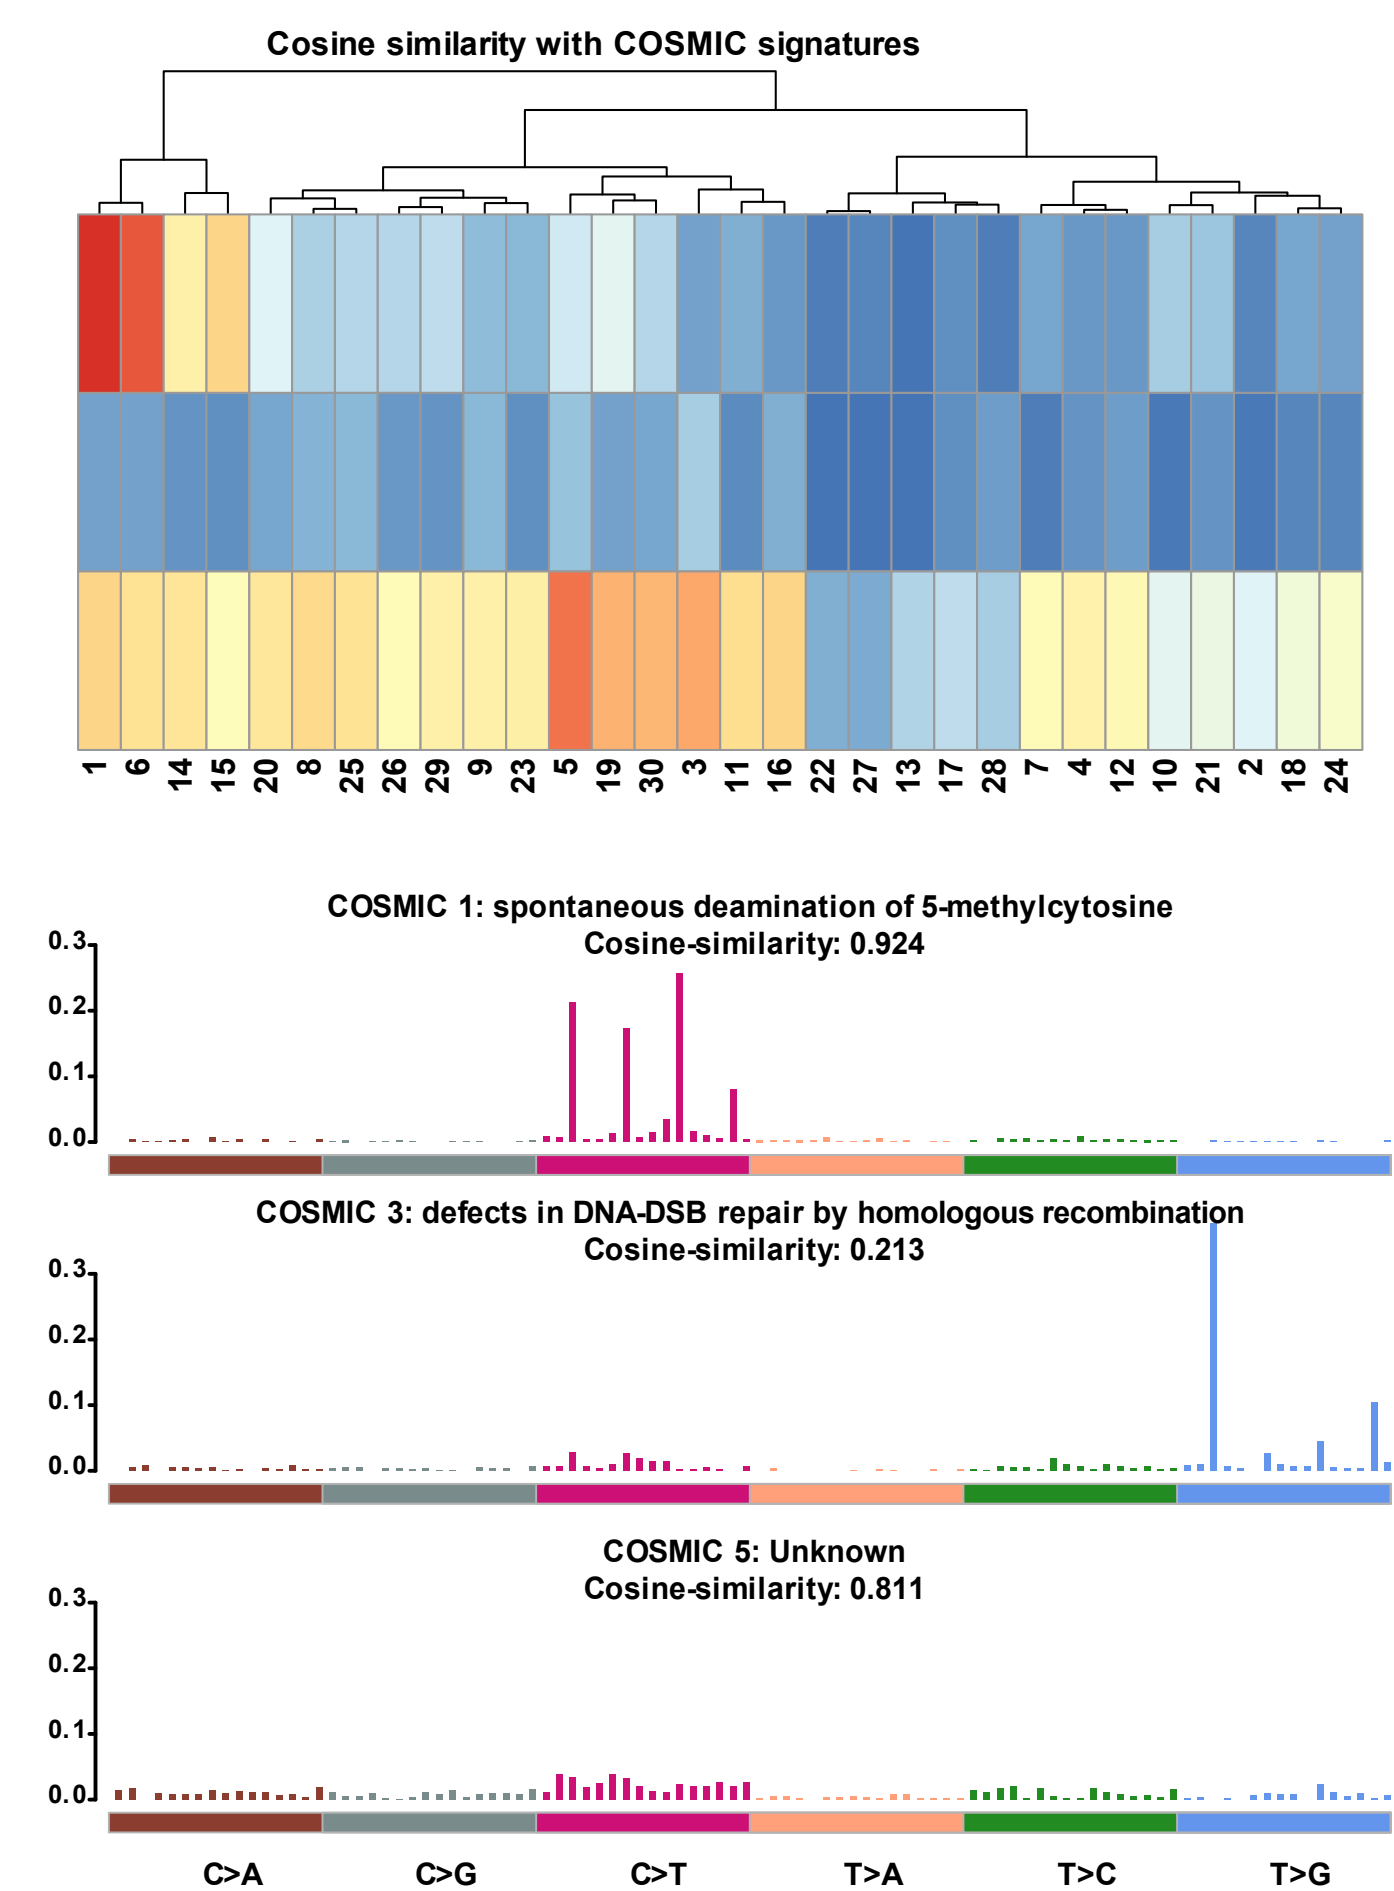 Cosine similarity with COSMIC signatures
1 6 14 15 20 8 25 26 29 9 23 5 19 30 3 11 16 22 27 13 17 28 7 4 12 10 21 2 18 24
COSMIC 1: spontaneous deamination of 5-methylcytosine
Cosine-similarity: 0.924
0.3
0.2
0.1
0.0
COSMIC 3: defects in DNA-DSB repair by homologous recombination
Cosine-similarity: 0.213
0.3
0.2
0.1
0.0
COSMIC 5: Unknown
Cosine-similarity: 0.811
0.3
0.2
0.1
0.0
C>A C>G C>T T>A T>C T>G